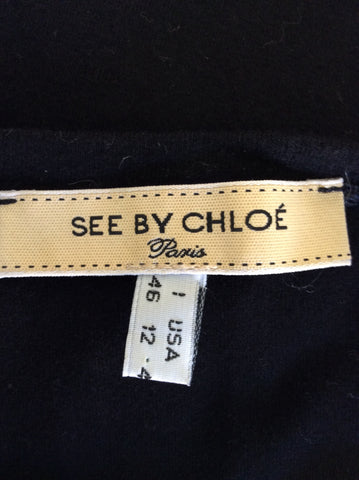 SEE BY CHLOÉ
Paris
I USA
46 12